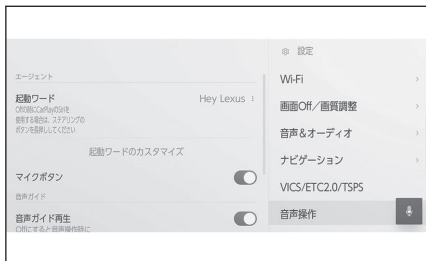 エージェント
起動ワード
Hey Lexus
Off時にCarPlayのSiriを
使用する場合は、ステアリングの
ボタンを長押ししてください
起動ワードのカスタマイズ
マイクボタン
音声ガイド
音声ガイド再生
Offにすると音声操作時に
設定
Wi-Fi
画面Off/画質調整
音声&オーディオ
ナビゲーション
VICS/ETC2.0/TSPS
音声操作